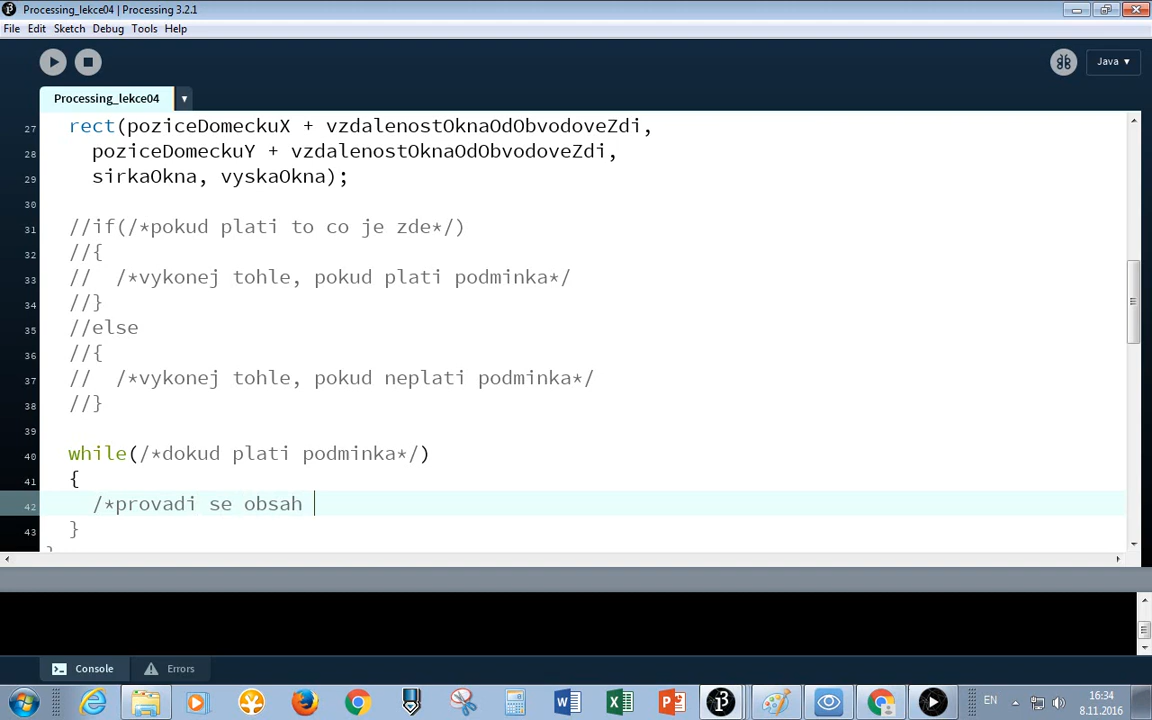 Processing_lekce04 | Processing 3.2.1
File Edit Sketch Debug Tools Help
Java ▾
Processing_lekce04 ▾
27 rect(poziceDomeckuX + vzdalenostOknaOdObvodoveZdi,
28 poziceDomeckuY + vzdalenostOknaOdObvodoveZdi,
29 sirkaOkna, vyskaOkna);
30
31 //if(/*pokud plati to co je zde*/)
32 //{
33 // /*vykonej tohle, pokud plati podminka*/
34 //}
35 //else
36 //{
37 // /*vykonej tohle, pokud neplati podminka*/
38 //}
39
40 while(/*dokud plati podminka*/)
41 {
42 /*provadi se obsah
43 }
Console Errors
EN 16:34
8.11.2016